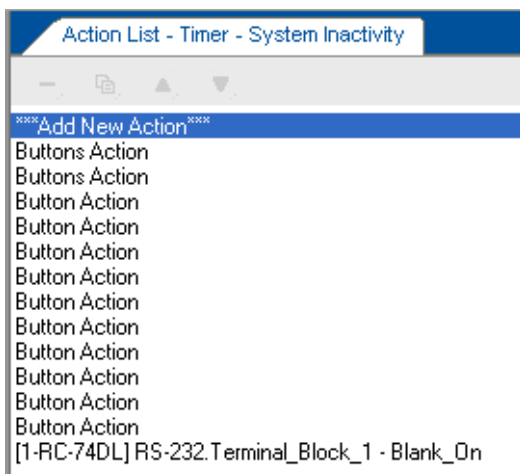 Action List - Timer - System Inactivity
***Add New Action***
Buttons Action
Buttons Action
Button Action
Button Action
Button Action
Button Action
Button Action
Button Action
Button Action
Button Action
Button Action
Button Action
[1-RC-74DL] RS-232.Terminal_Block_1 - Blank_On